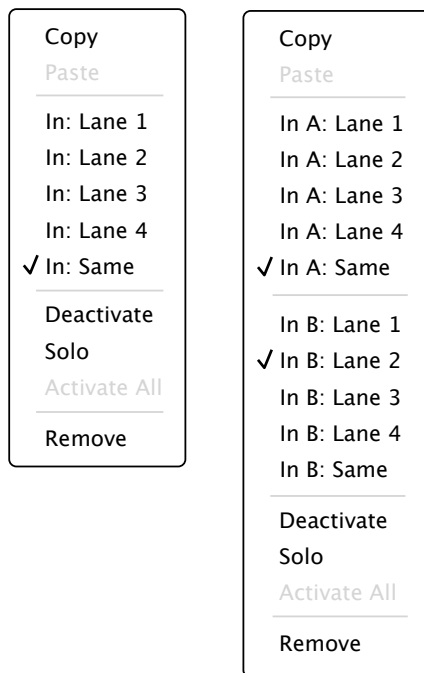 Copy
Paste
In: Lane 1
In: Lane 2
In: Lane 3
In: Lane 4
✓ In: Same
Deactivate
Solo
Activate All
Remove
Copy
Paste
In A: Lane 1
In A: Lane 2
In A: Lane 3
In A: Lane 4
✓ In A: Same
In B: Lane 1
✓ In B: Lane 2
In B: Lane 3
In B: Lane 4
In B: Same
Deactivate
Solo
Activate All
Remove